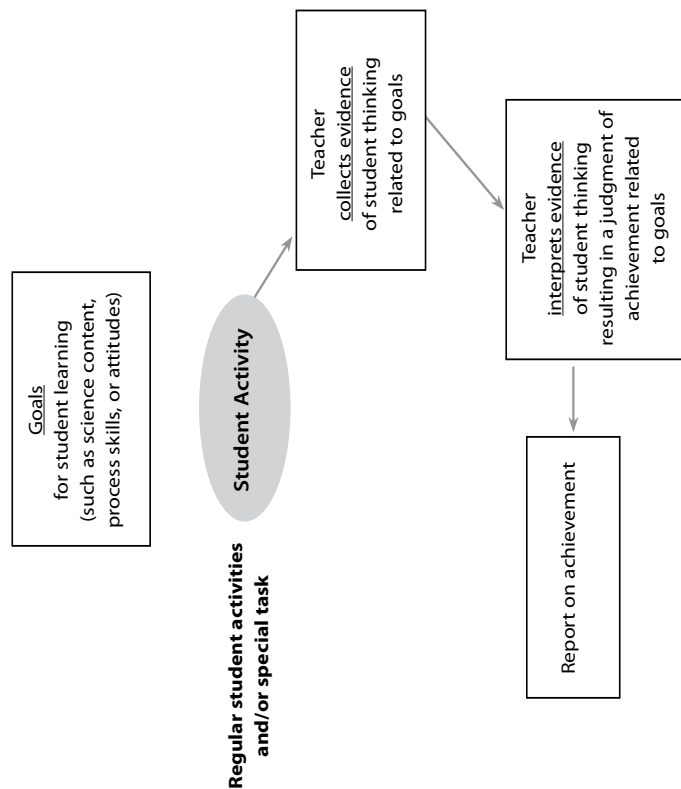 Goals
for student learning
(such as science content,
process skills, or attitudes)
Regular student activities
and/or special task
Student Activity
Teacher
collects evidence
of student thinking
related to goals
Teacher
interprets evidence
of student thinking
resulting in a judgment of
achievement related
to goals
Report on achievement